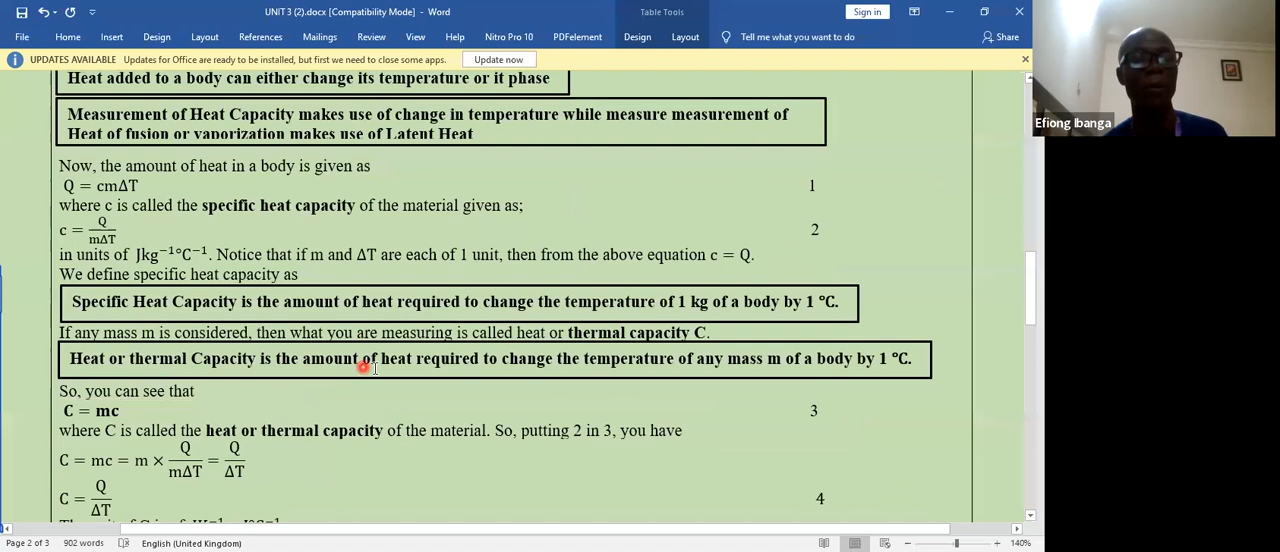 UNIT 3 (2).docx [Compatibility Mode] - Word
Table Tools
Sign in
File Home Insert Design Layout References Mailings Review View Help Nitro Pro 10 PDFelement Design Layout Tell me what you want to do Share
UPDATES AVAILABLE Updates for Office are ready to be installed, but first we need to close some apps. Update now
Heat added to a body can either change its temperature or it phase
Measurement of Heat Capacity makes use of change in temperature while measure measurement of
Heat of fusion or vaporization makes use of Latent Heat
Efiong Ibanga
Now, the amount of heat in a body is given as
Q = cmΔT 1
where c is called the specific heat capacity of the material given as;
c = Q/mΔT 2
in units of Jkg⁻¹°C⁻¹. Notice that if m and ΔT are each of 1 unit, then from the above equation c = Q.
We define specific heat capacity as
Specific Heat Capacity is the amount of heat required to change the temperature of 1 kg of a body by 1 °C.
If any mass m is considered, then what you are measuring is called heat or thermal capacity C.
Heat or thermal Capacity is the amount of heat required to change the temperature of any mass m of a body by 1 °C.
So, you can see that
C = mc 3
where C is called the heat or thermal capacity of the material. So, putting 2 in 3, you have
C = mc = m × Q/mΔT = Q/ΔT
C = Q/ΔT 4
Page 2 of 3 902 words English (United Kingdom) 140%